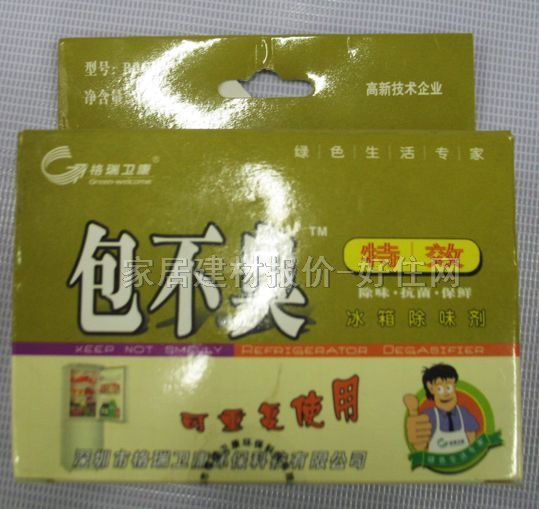 型号:
净含量:
高新技术企业
绿色生活专家
格瑞卫康®
Green-welcome
包不臭™
特效
除味·抗菌·保鲜
冰箱除味剂
家居建材报价-好住网
KEEP NOT SMELLY REFRIGERATOR DEGASIFIER
可重复使用
深圳市格瑞卫康环保科技有限公司